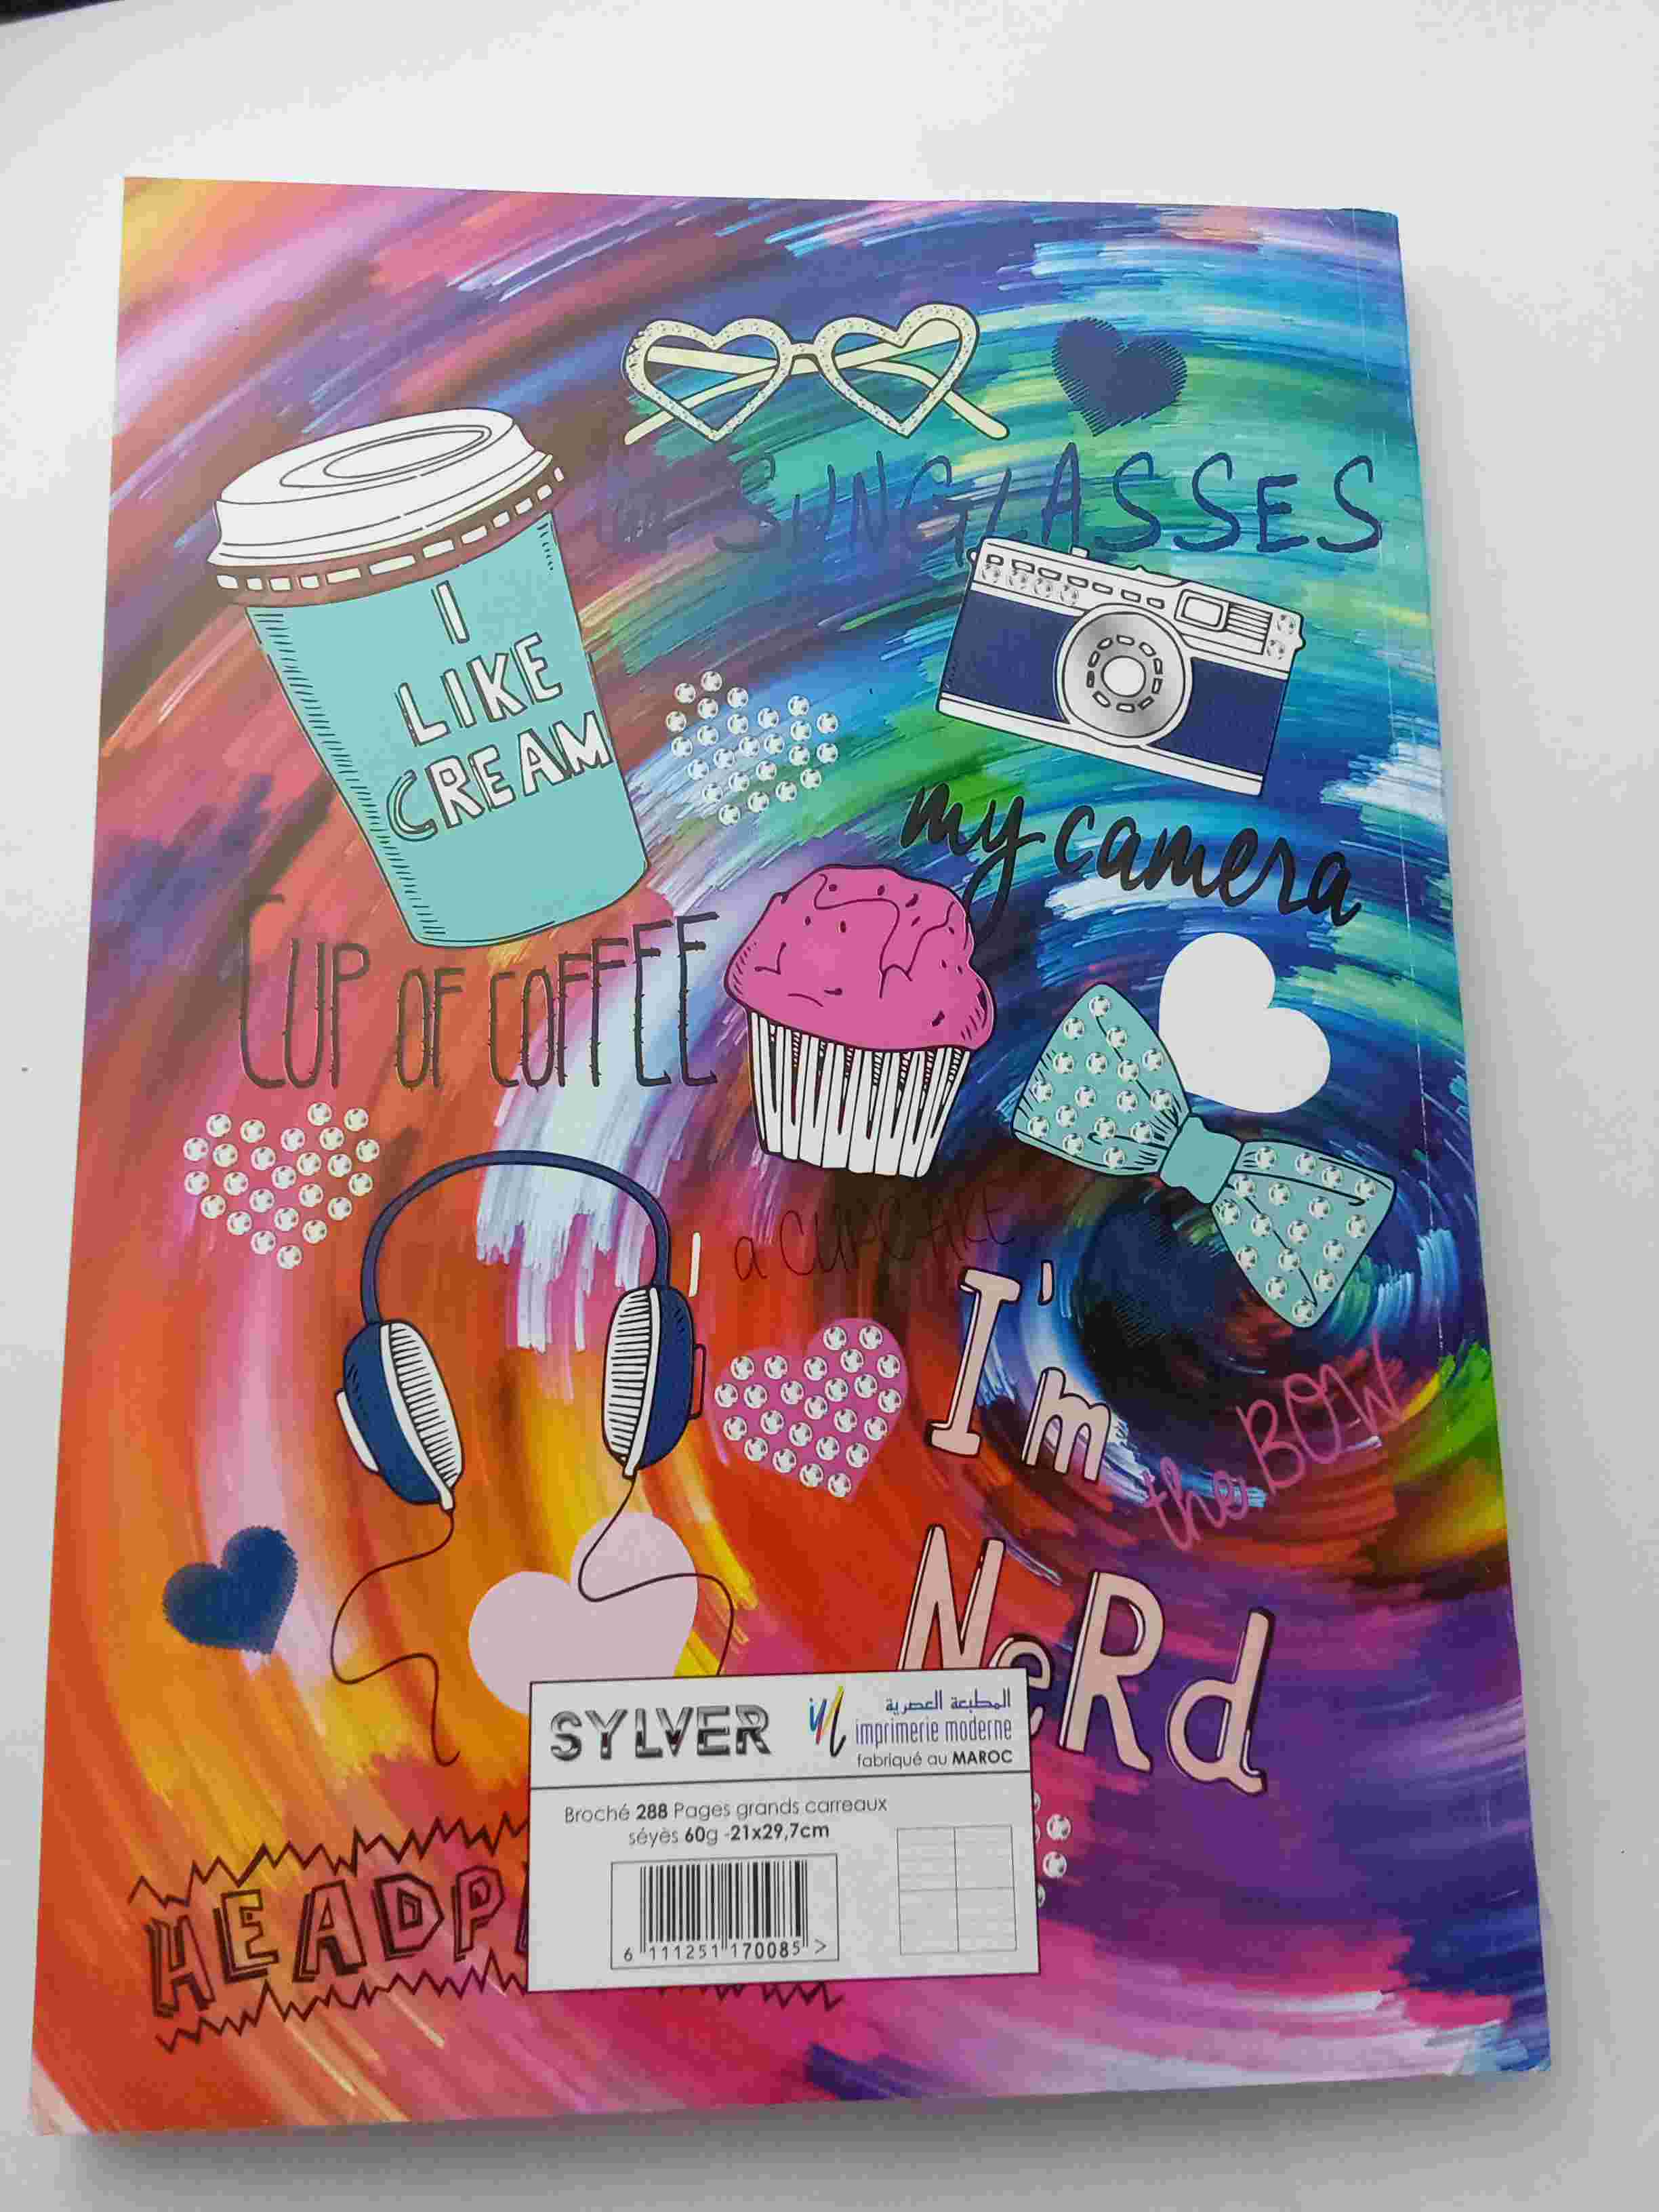 SUNGLASSES
I
LIKE
CREAM
my camera
CUP OF COFFEE
a CUPCAKE
I'm
the BOW
NeRd
SYLVER
المطبعة العصرية
imprimerie moderne
fabriqué au MAROC
Broché 288 Pages grands carreaux
séyès 60g -21x29,7cm
6 111251 170085 >
HEADP